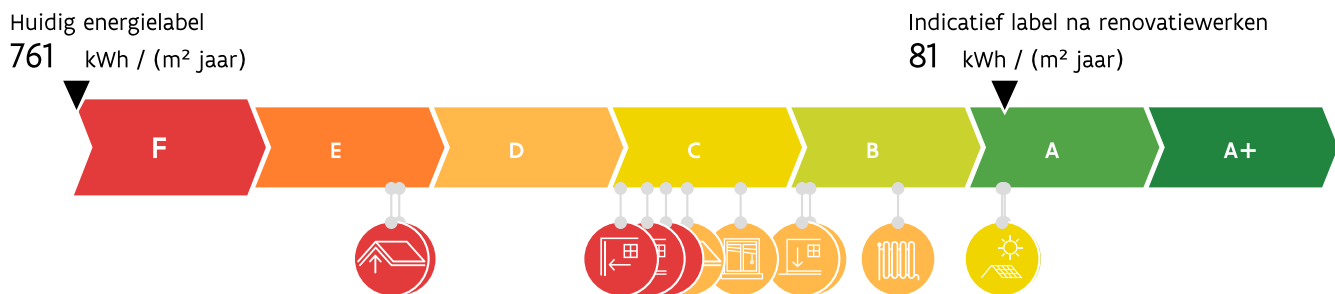 Huidig energielabel
761 kWh / (m² jaar)
Indicatief label na renovatiewerken
81 kWh / (m² jaar)
F E D C B A A+